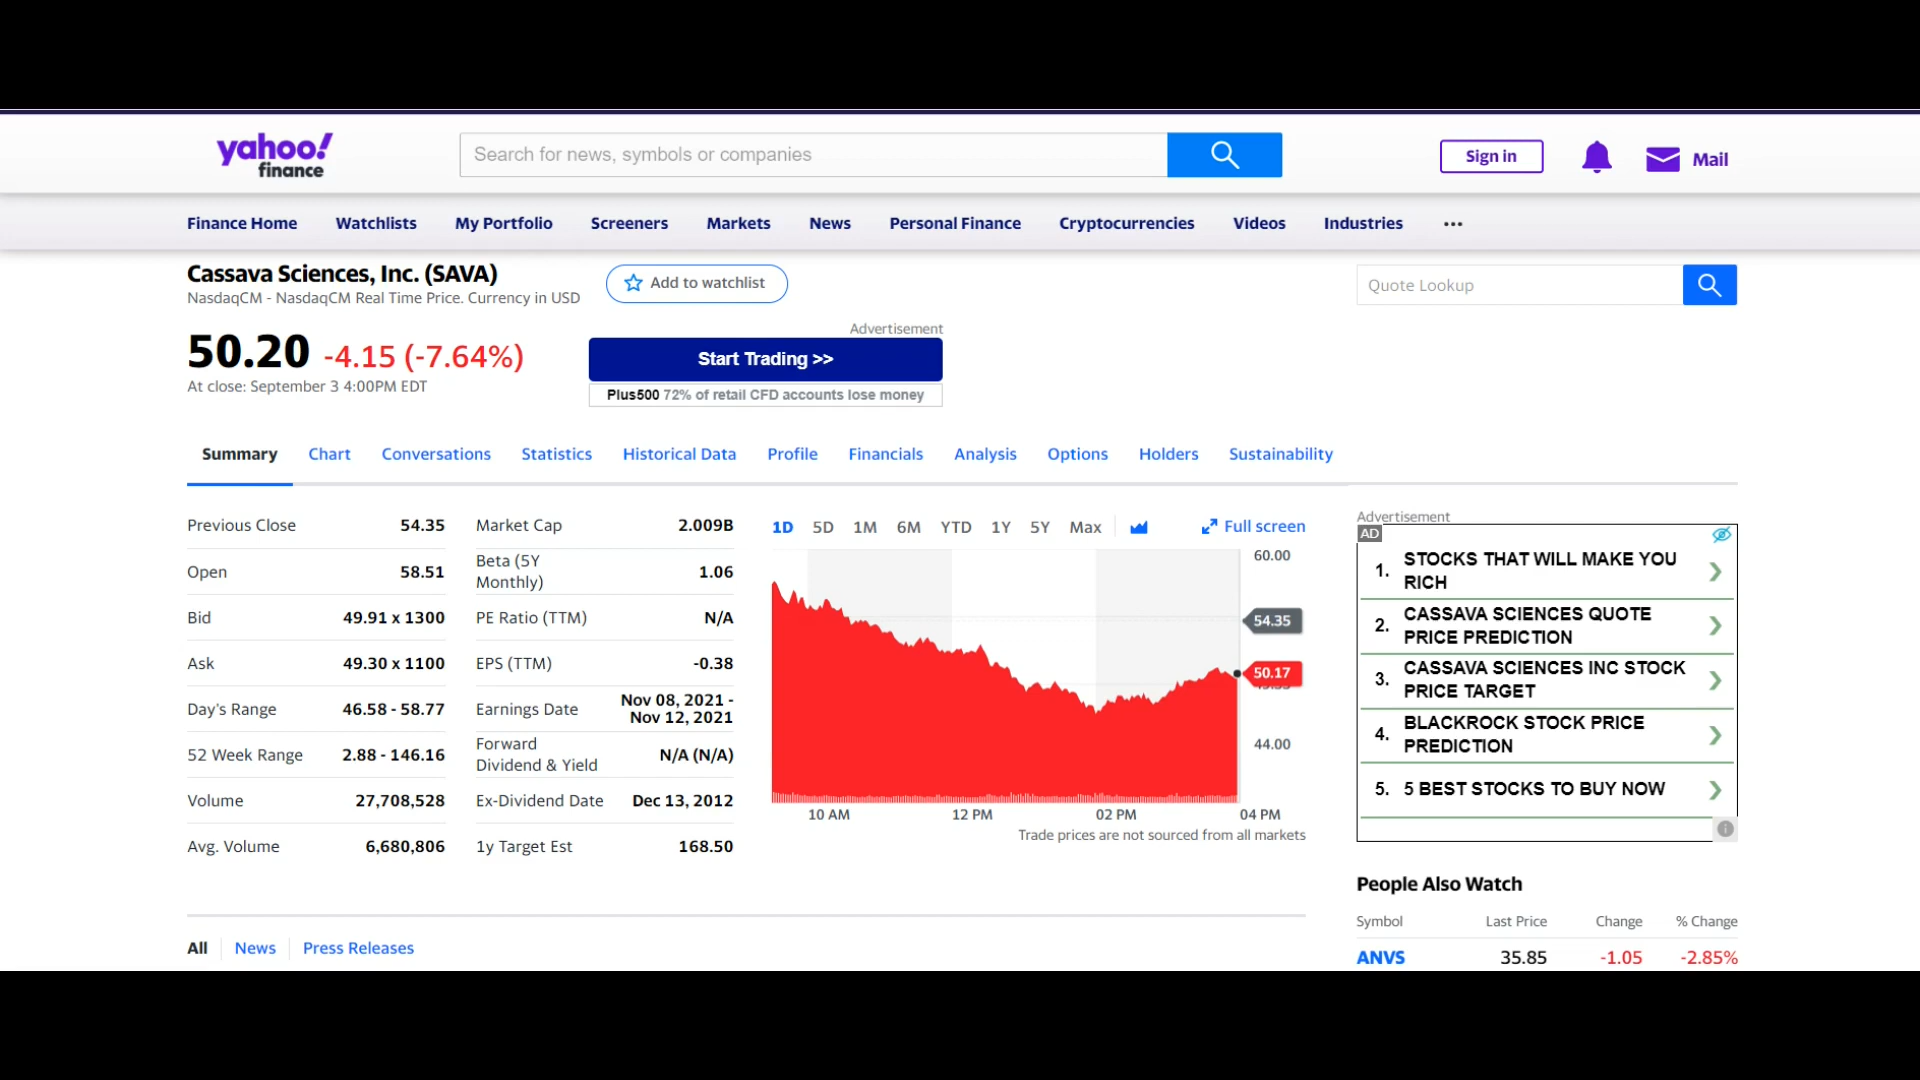 yahoo!
finance
Search for news, symbols or companies
Sign in
Mail
Finance Home Watchlists My Portfolio Screeners Markets News Personal Finance Cryptocurrencies Videos Industries ...
Cassava Sciences, Inc. (SAVA)
NasdaqCM - NasdaqCM Real Time Price. Currency in USD
Add to watchlist
Quote Lookup
50.20 -4.15 (-7.64%)
At close: September 3 4:00PM EDT
Advertisement
Start Trading >>
Plus500 72% of retail CFD accounts lose money
Summary Chart Conversations Statistics Historical Data Profile Financials Analysis Options Holders Sustainability
Previous Close 54.35
Open 58.51
Bid 49.91 x 1300
Ask 49.30 x 1100
Day's Range 46.58 - 58.77
52 Week Range 2.88 - 146.16
Volume 27,708,528
Avg. Volume 6,680,806
Market Cap 2.009B
Beta (5Y
Monthly) 1.06
PE Ratio (TTM) N/A
EPS (TTM) -0.38
Earnings Date Nov 08, 2021 -
Nov 12, 2021
Forward
Dividend & Yield N/A (N/A)
Ex-Dividend Date Dec 13, 2012
1y Target Est 168.50
1D 5D 1M 6M YTD 1Y 5Y Max Full screen
60.00
54.35
50.17
44.00
10 AM 12 PM 02 PM 04 PM
Trade prices are not sourced from all markets
Advertisement
AD
1. STOCKS THAT WILL MAKE YOU
RICH
2. CASSAVA SCIENCES QUOTE
PRICE PREDICTION
3. CASSAVA SCIENCES INC STOCK
PRICE TARGET
4. BLACKROCK STOCK PRICE
PREDICTION
5. 5 BEST STOCKS TO BUY NOW
People Also Watch
Symbol Last Price Change % Change
ANVS 35.85 -1.05 -2.85%
All News Press Releases